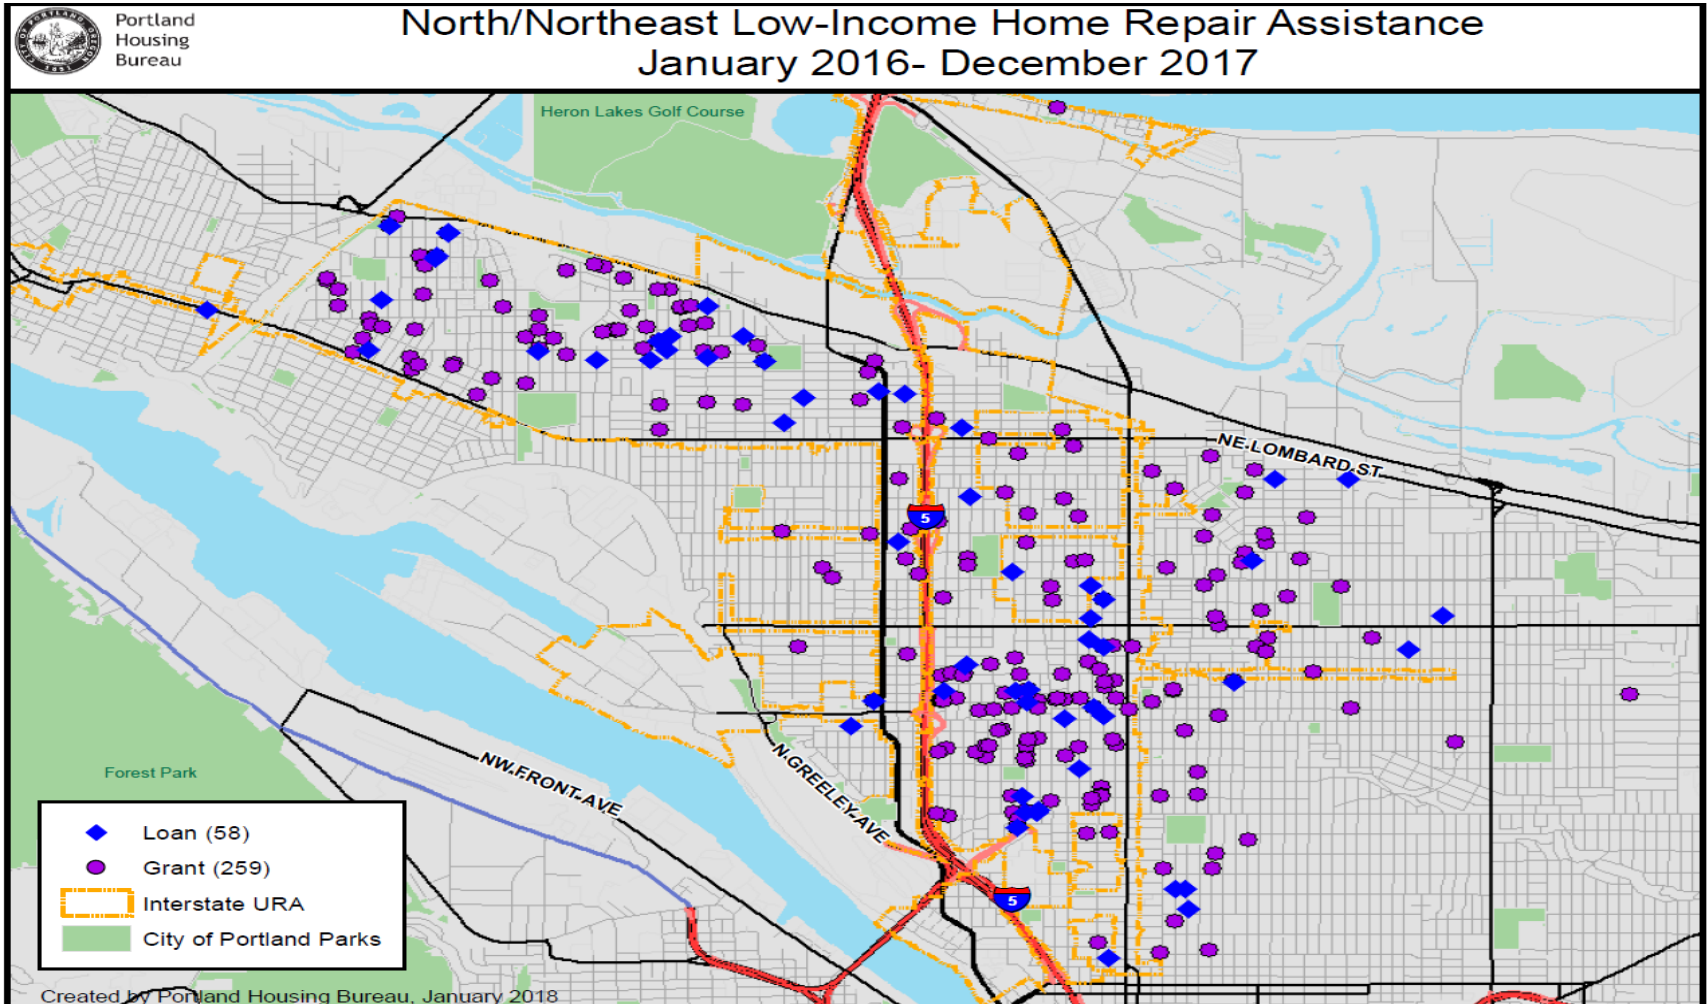 Portland
Housing
Bureau
North/Northeast Low-Income Home Repair Assistance
January 2016- December 2017
Heron Lakes Golf Course
NE LOMBARD ST
5
Forest Park
NW FRONT AVE
N GREELEY AVE
5
Loan (58)
Grant (259)
Interstate URA
City of Portland Parks
Created by Portland Housing Bureau, January 2018